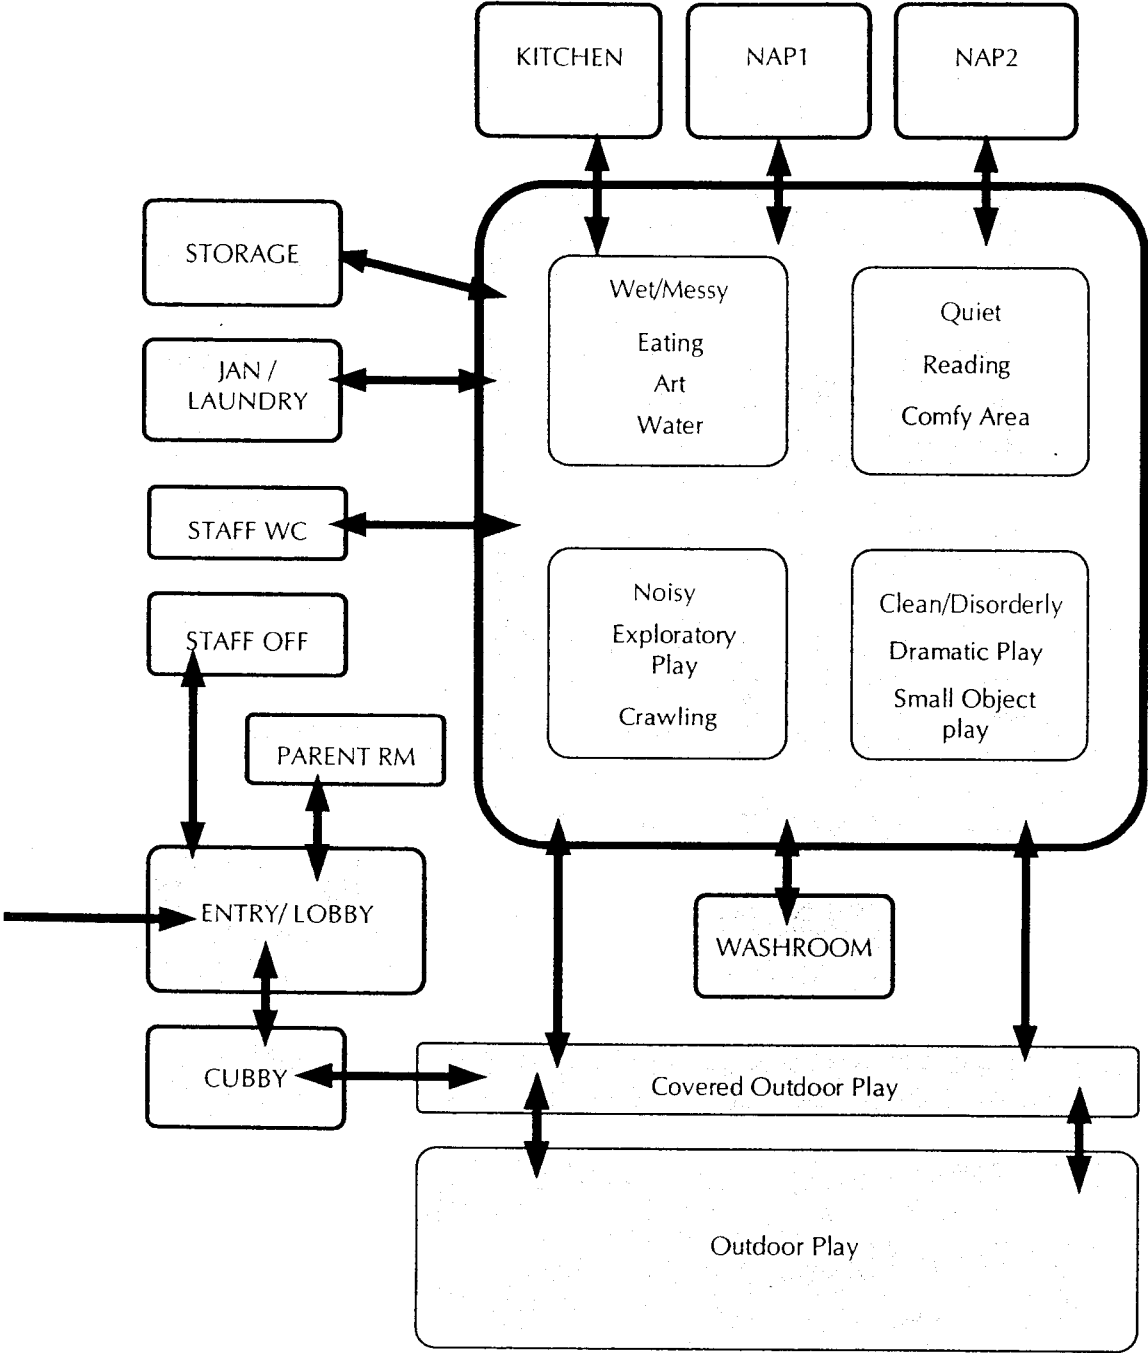 KITCHEN
NAP1
NAP2
STORAGE
JAN /
LAUNDRY
STAFF WC
STAFF OFF
PARENT RM
ENTRY/ LOBBY
CUBBY
Wet/Messy
Eating
Art
Water
Quiet
Reading
Comfy Area
Noisy
Exploratory
Play
Crawling
Clean/Disorderly
Dramatic Play
Small Object
play
WASHROOM
Covered Outdoor Play
Outdoor Play